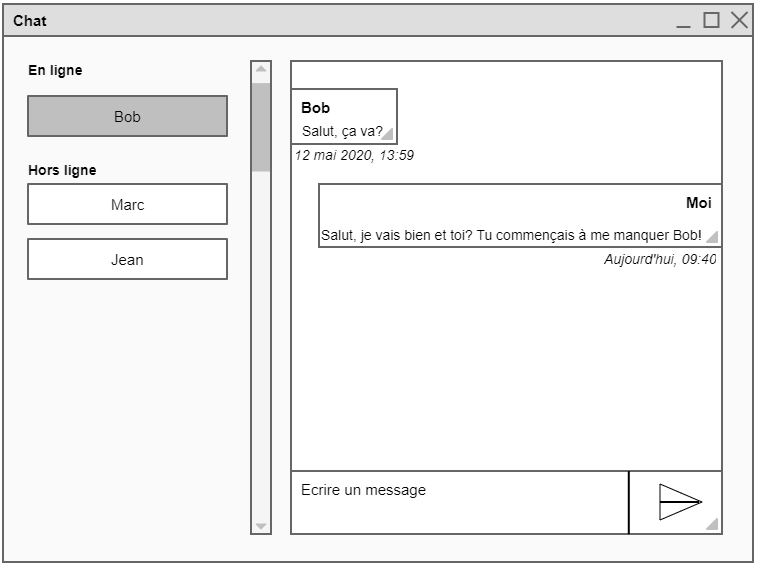 Chat
En ligne
Bob
Hors ligne
Marc
Jean
Bob
Salut, ça va?
12 mai 2020, 13:59
Moi
Salut, je vais bien et toi? Tu commençais à me manquer Bob!
Aujourd'hui, 09:40
Ecrire un message